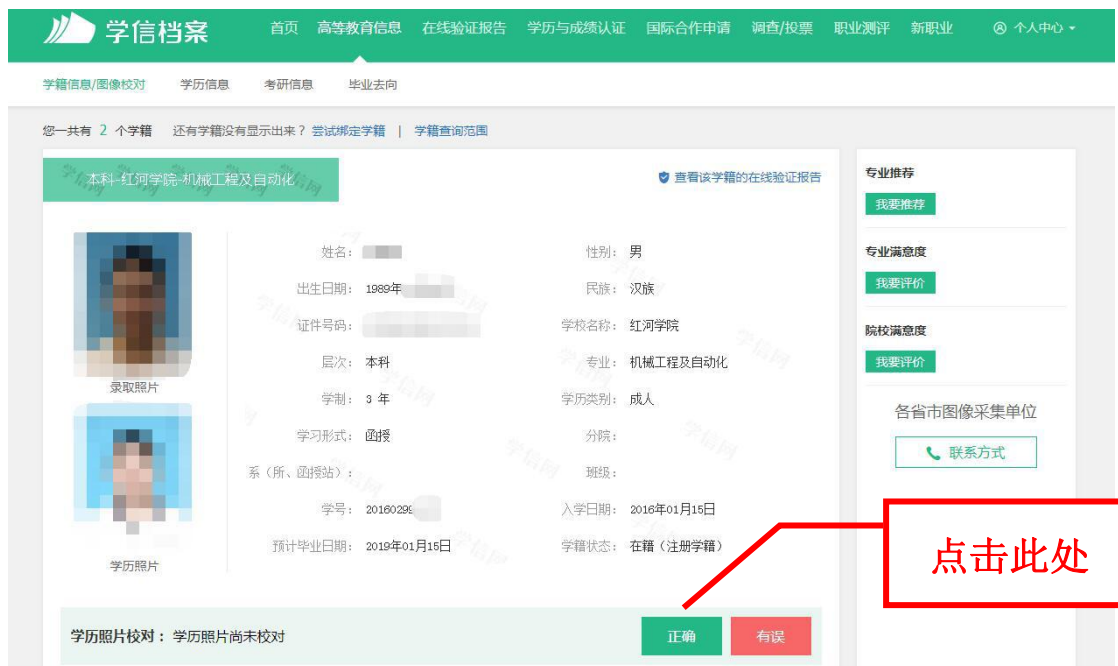 学信档案 首页 高等教育信息 在线验证报告 学历与成绩认证 国际合作申请 调查/投票 职业测评 新职业 个人中心
学籍信息/图像校对 学历信息 考研信息 毕业去向
您一共有 2 个学籍 还有学籍没有显示出来？尝试绑定学籍 | 学籍查询范围
本科-红河学院-机械工程及自动化
查看该学籍的在线验证报告
录取照片
学历照片
姓名： 性别： 男
出生日期： 1989年 民族： 汉族
证件号码： 学校名称： 红河学院
层次： 本科 专业： 机械工程及自动化
学制： 3 年 学历类别： 成人
学习形式： 函授 分院：
系（所、函授站）： 班级：
学号： 2016029 入学日期： 2016年01月15日
预计毕业日期： 2019年01月15日 学籍状态： 在籍（注册学籍）
学历照片校对： 学历照片尚未校对 正确 有误
专业推荐
我要推荐
专业满意度
我要评价
院校满意度
我要评价
各省市图像采集单位
联系方式
点击此处
学信网